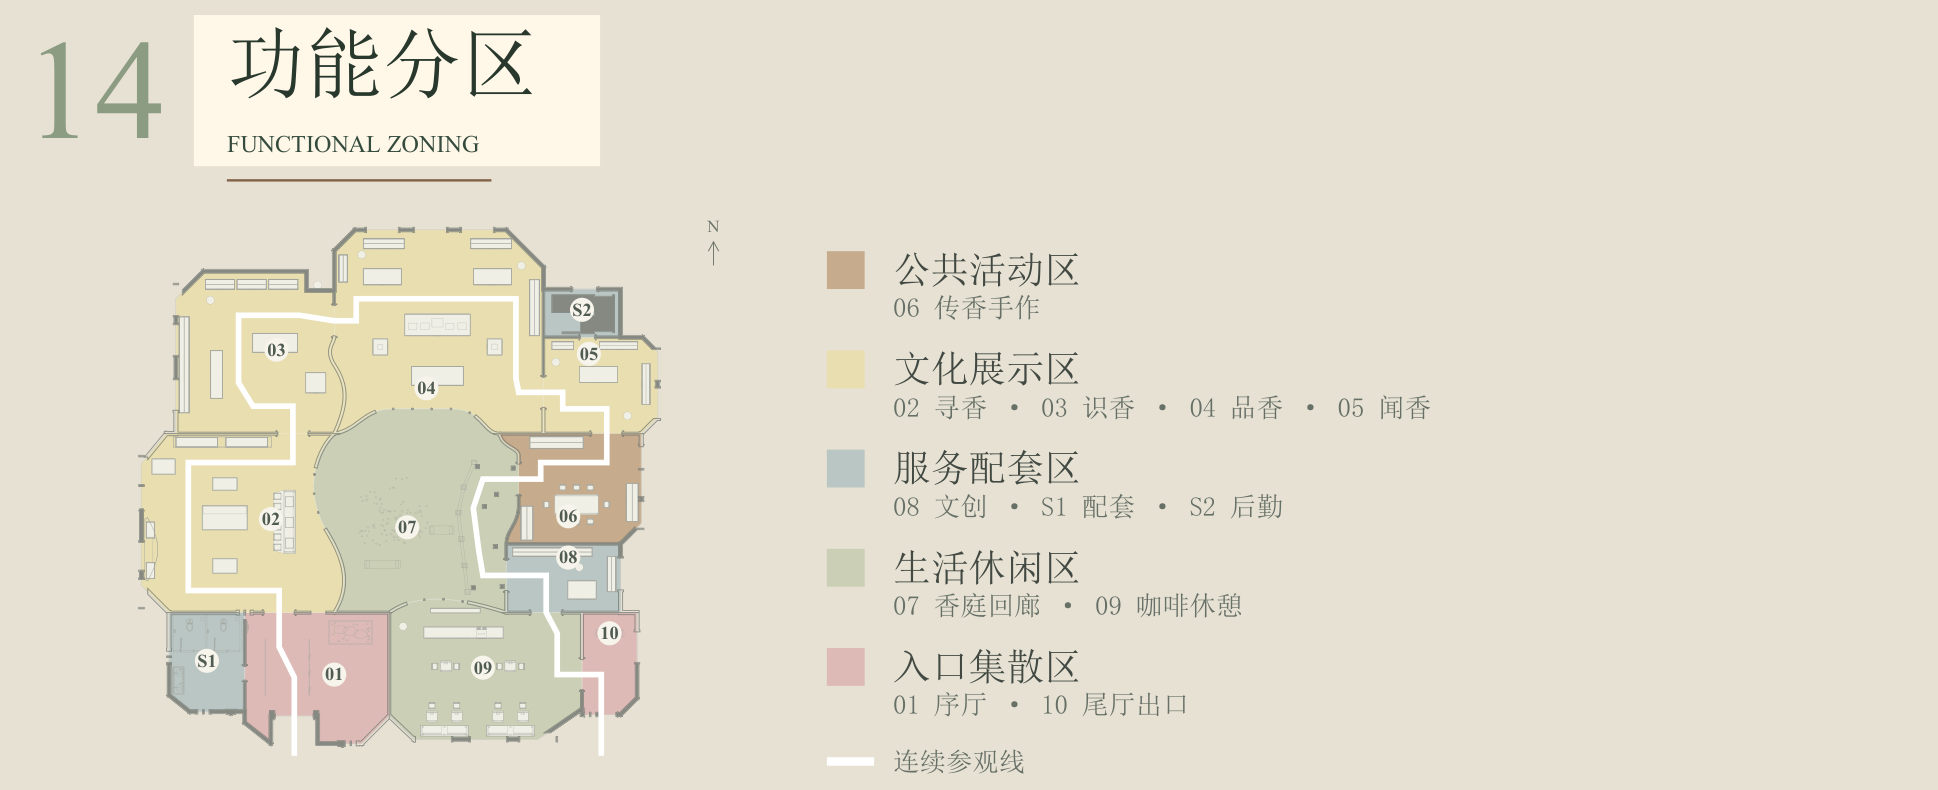 14
功能分区
FUNCTIONAL ZONING
N
S2
05
03
04
02
07
06
08
10
S1
01
09
公共活动区
06 传香手作
文化展示区
02 寻香 • 03 识香 • 04 品香 • 05 闻香
服务配套区
08 文创 • S1 配套 • S2 后勤
生活休闲区
07 香庭回廊 • 09 咖啡休憩
入口集散区
01 序厅 • 10 尾厅出口
连续参观线